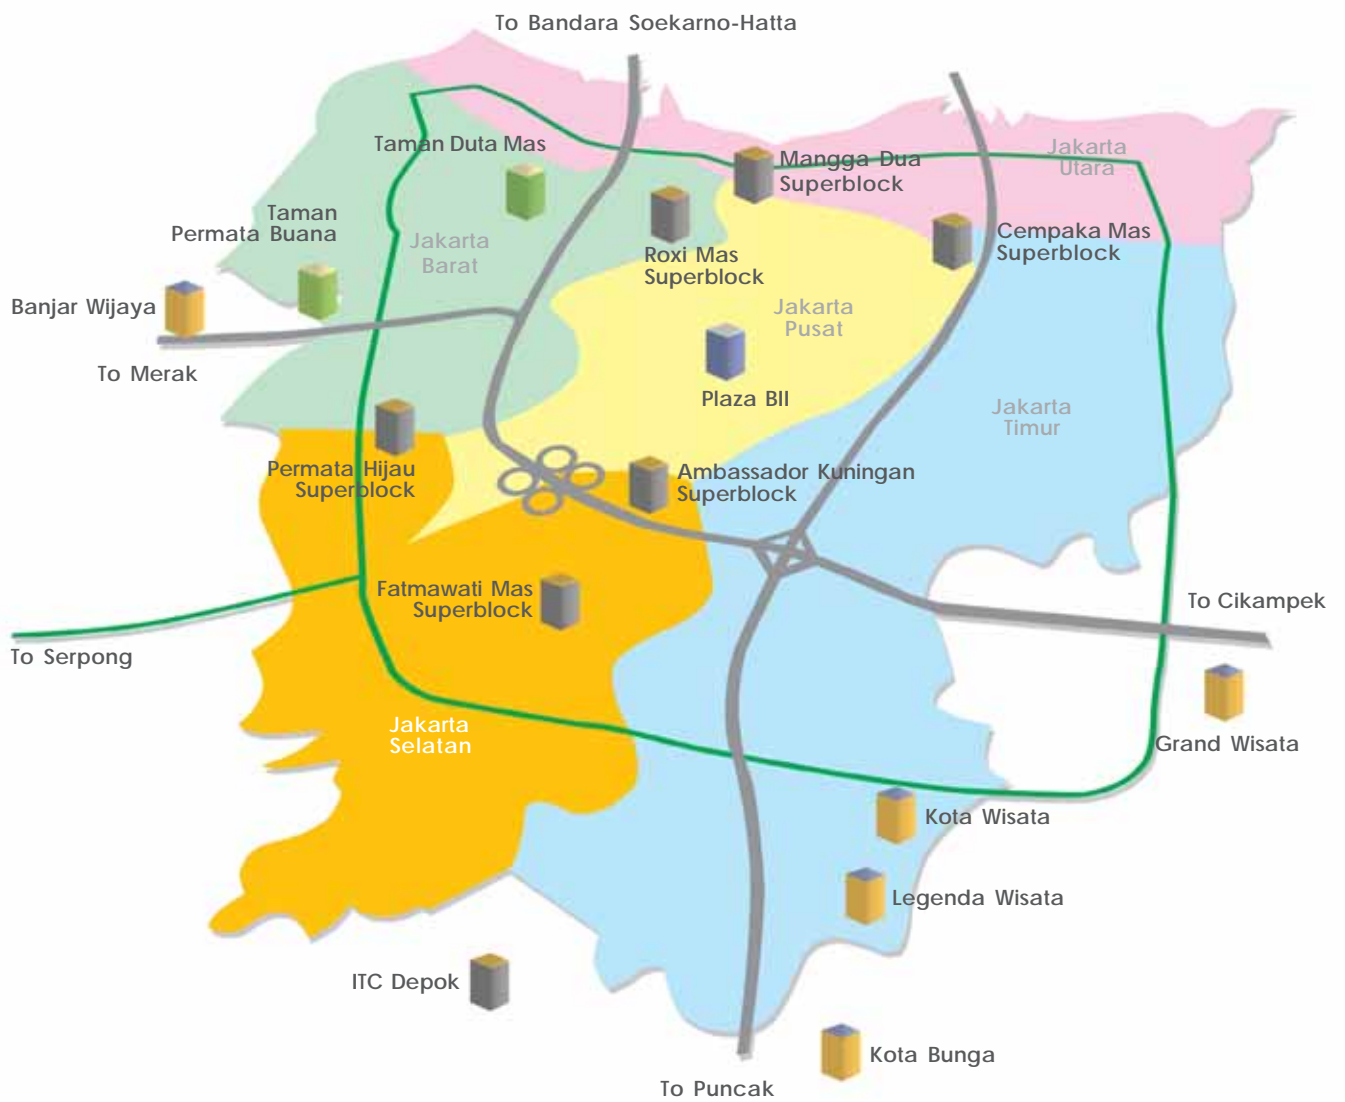 To Bandara Soekarno-Hatta
Taman Duta Mas
Mangga Dua
Superblock
Jakarta
Utara
Taman
Permata Buana
Jakarta
Barat
Roxi Mas
Superblock
Cempaka Mas
Superblock
Banjar Wijaya
To Merak
Jakarta
Pusat
Plaza BII
Jakarta
Timur
Permata Hijau
Superblock
Ambassador Kuningan
Superblock
Fatmawati Mas
Superblock
To Cikampek
To Serpong
Jakarta
Selatan
Grand Wisata
Kota Wisata
Legenda Wisata
ITC Depok
Kota Bunga
To Puncak